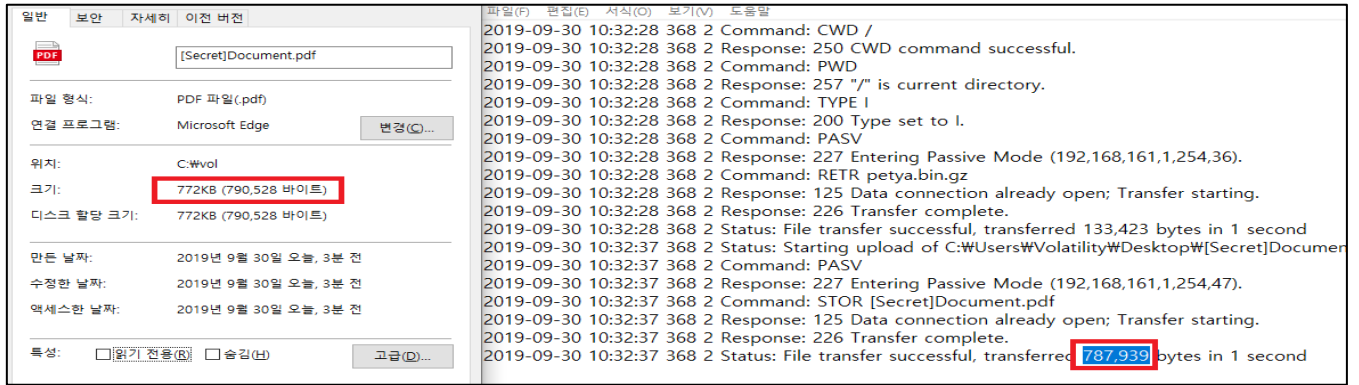 일반 보안 자세히 이전 버전
PDF
[Secret]Document.pdf
파일 형식: PDF 파일(.pdf)
연결 프로그램: Microsoft Edge 변경(C)...
위치: C:₩vol
크기: 772KB (790,528 바이트)
디스크 할당 크기: 772KB (790,528 바이트)
만든 날짜: 2019년 9월 30일 오늘, 3분 전
수정한 날짜: 2019년 9월 30일 오늘, 3분 전
액세스한 날짜: 2019년 9월 30일 오늘, 3분 전
특성: 읽기 전용(R) 숨김(H) 고급(D)...
파일(F) 편집(E) 서식(O) 보기(V) 도움말
2019-09-30 10:32:28 368 2 Command: CWD /
2019-09-30 10:32:28 368 2 Response: 250 CWD command successful.
2019-09-30 10:32:28 368 2 Command: PWD
2019-09-30 10:32:28 368 2 Response: 257 "/" is current directory.
2019-09-30 10:32:28 368 2 Command: TYPE I
2019-09-30 10:32:28 368 2 Response: 200 Type set to I.
2019-09-30 10:32:28 368 2 Command: PASV
2019-09-30 10:32:28 368 2 Response: 227 Entering Passive Mode (192,168,161,1,254,36).
2019-09-30 10:32:28 368 2 Command: RETR petya.bin.gz
2019-09-30 10:32:28 368 2 Response: 125 Data connection already open; Transfer starting.
2019-09-30 10:32:28 368 2 Response: 226 Transfer complete.
2019-09-30 10:32:28 368 2 Status: File transfer successful, transferred 133,423 bytes in 1 second
2019-09-30 10:32:37 368 2 Status: Starting upload of C:₩Users₩Volatility₩Desktop₩[Secret]Documen
2019-09-30 10:32:37 368 2 Command: PASV
2019-09-30 10:32:37 368 2 Response: 227 Entering Passive Mode (192,168,161,1,254,47).
2019-09-30 10:32:37 368 2 Command: STOR [Secret]Document.pdf
2019-09-30 10:32:37 368 2 Response: 125 Data connection already open; Transfer starting.
2019-09-30 10:32:37 368 2 Response: 226 Transfer complete.
2019-09-30 10:32:37 368 2 Status: File transfer successful, transferred 787,939 bytes in 1 second